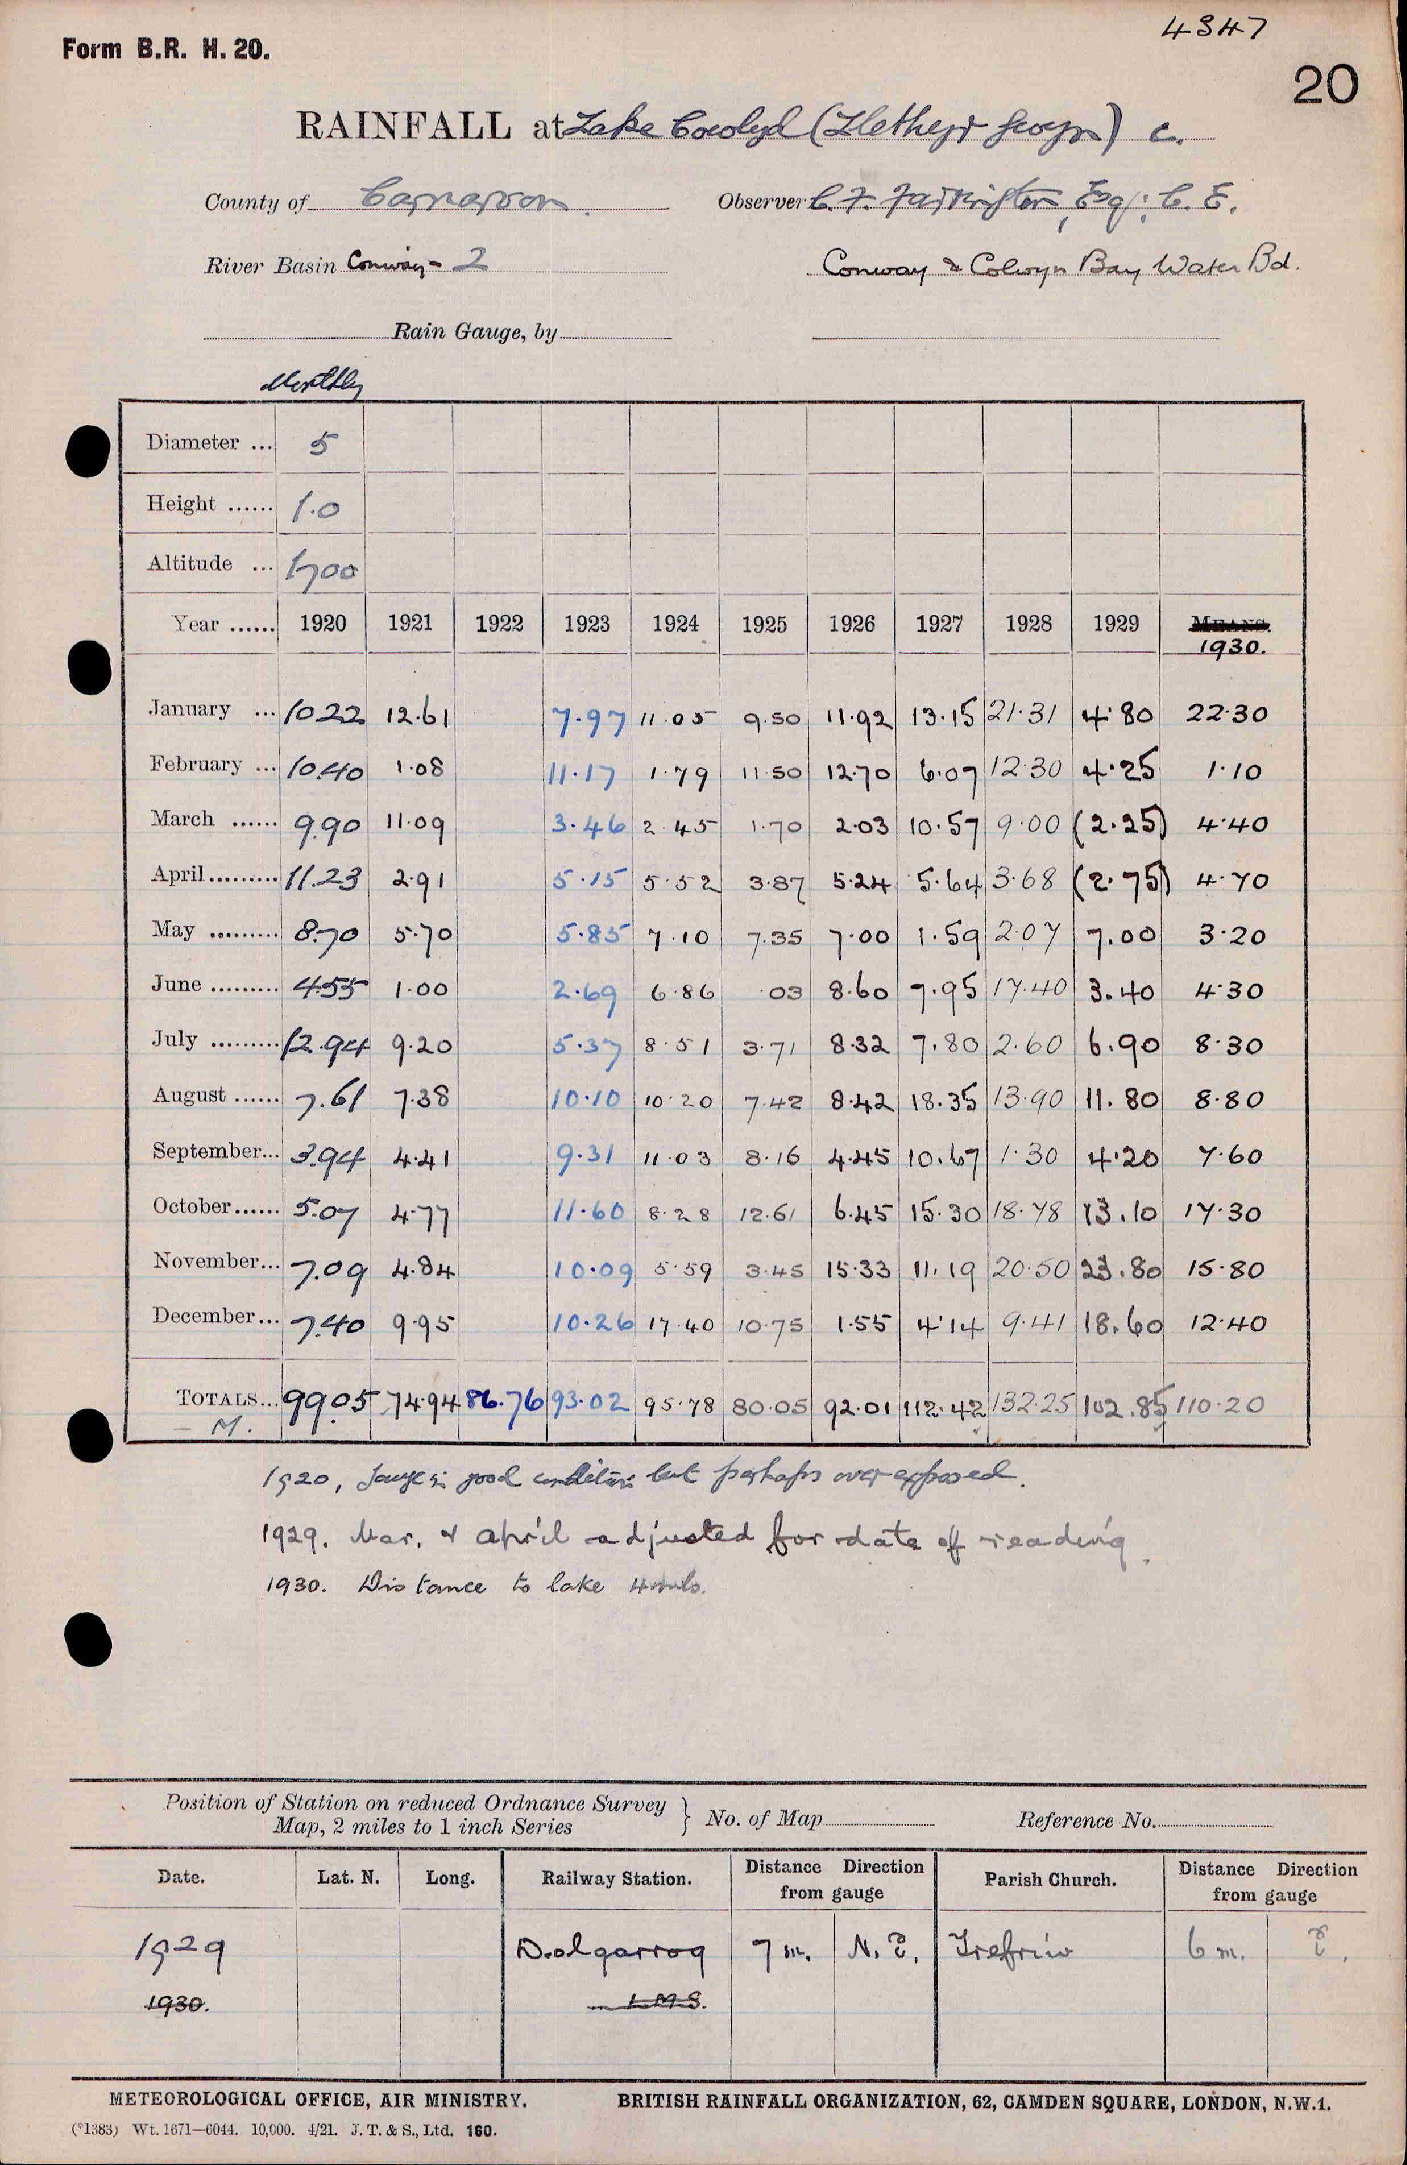 4347
Form B.R. H. 20.
20
RAINFALL at Lake Cowlyd (Llethyr Gwyn) C.
County of Carnarvon. Observer C. F. Farrington, Esq; C. E.
River Basin Conway - 2 Conway & Colwyn Bay Water Bd.
Rain Gauge, by
Monthly
Diameter ... 5
Height ...... 1.0
Altitude ... 1700
Year ...... 1920 1921 1922 1923 1924 1925 1926 1927 1928 1929 MEANS. 1930.
January ... 10.22 12.61 7.97 11.05 9.50 11.92 13.15 21.31 4.80 22.30
February ... 10.40 1.08 11.17 1.79 11.50 12.70 6.07 12.30 4.25 1.10
March ...... 9.90 11.09 3.46 2.45 1.70 2.03 10.57 9.00 (2.25) 4.40
April ......... 11.23 2.91 5.15 5.52 3.87 5.24 5.64 3.68 (2.75) 4.70
May ......... 8.70 5.70 5.85 7.10 7.35 7.00 1.59 2.07 7.00 3.20
June ......... 4.55 1.00 2.69 6.86 .03 8.60 7.95 17.40 3.40 4.30
July ......... 12.94 9.20 5.37 8.51 3.71 8.32 7.80 2.60 6.90 8.30
August ...... 7.61 7.38 10.10 10.20 7.42 8.42 18.35 13.90 11.80 8.80
September... 3.94 4.41 9.31 11.03 8.16 4.45 10.67 1.30 4.20 7.60
October...... 5.07 4.77 11.60 8.28 12.61 6.45 15.30 18.78 13.10 17.30
November... 7.09 4.84 10.09 5.59 3.45 15.33 11.19 20.50 23.80 15.80
December... 7.40 9.95 10.26 17.40 10.75 1.55 4.14 9.41 18.60 12.40
TOTALS... 99.05 74.94 86.76 93.02 95.78 80.05 92.01 112.42 132.25 102.85 110.20
- M.
1920, Gauge in good condition but perhaps over exposed.
1929. Mar. & April adjusted for date of reading.
1930. Distance to lake
Position of Station on reduced Ordnance Survey Map, 2 miles to 1 inch Series } No. of Map Reference No.
Date. Lat. N. Long. Railway Station. Distance Direction from gauge Parish Church. Distance Direction from gauge
1929 Dolgarrog 7 m. N.E. Trefriw 6 m. E.
1930. L M S.
METEOROLOGICAL OFFICE, AIR MINISTRY. BRITISH RAINFALL ORGANIZATION, 62, CAMDEN SQUARE, LONDON, N.W.1.
(*1383) Wt. 1671—6044. 10,000. 4/21. J. T. & S., Ltd. 160.